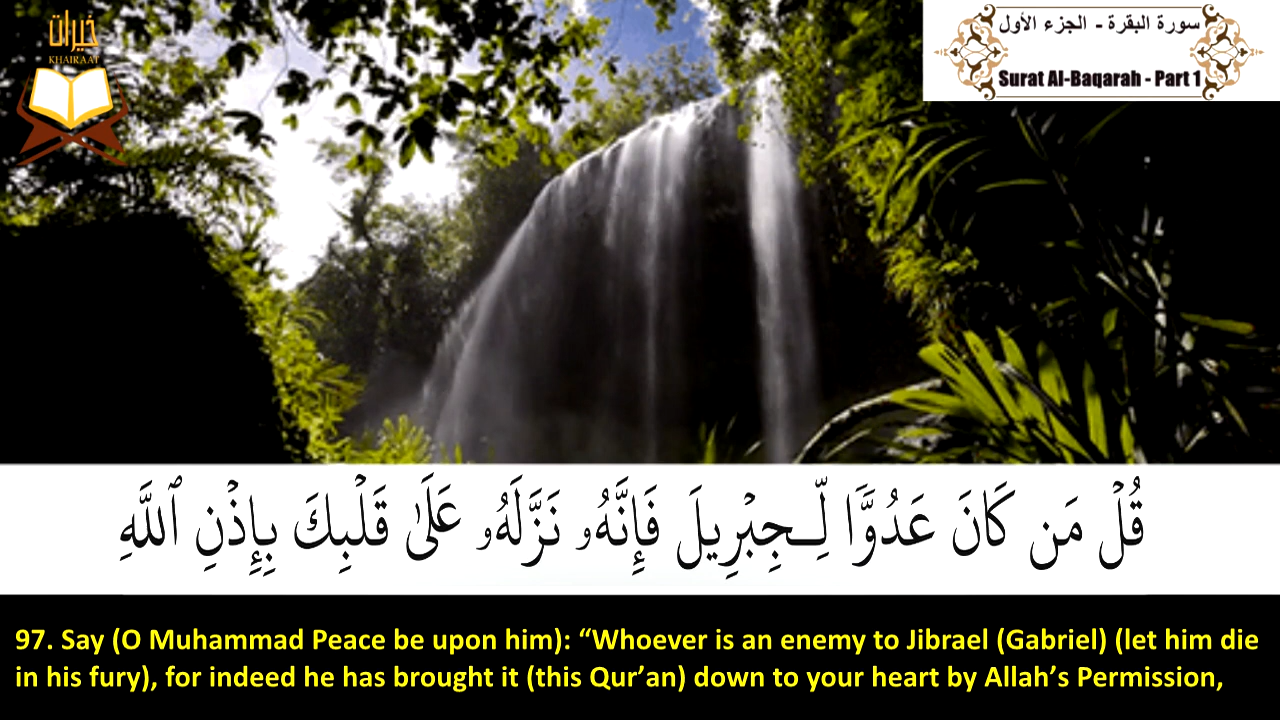 خيرات
KHAIRAAT
سورة البقرة - الجزء الأول
Surat Al-Baqarah - Part 1
قُلْ مَن كَانَ عَدُوًّا لِّجِبْرِيلَ فَإِنَّهُۥ نَزَّلَهُۥ عَلَىٰ قَلْبِكَ بِإِذْنِ ٱللَّهِ
97. Say (O Muhammad Peace be upon him): “Whoever is an enemy to Jibrael (Gabriel) (let him die
in his fury), for indeed he has brought it (this Qur’an) down to your heart by Allah’s Permission,